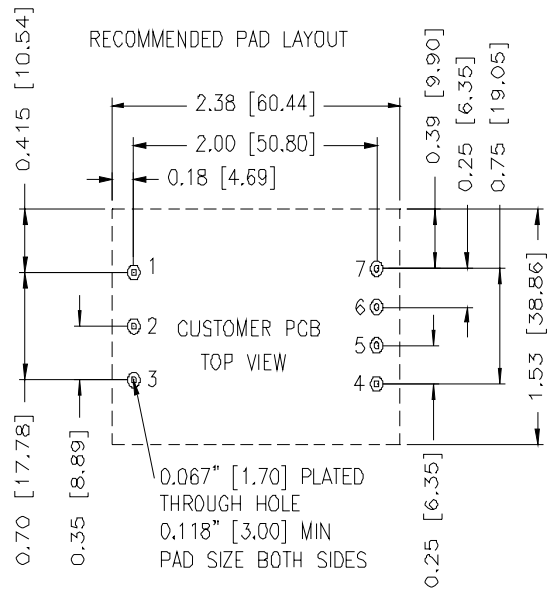 RECOMMENDED PAD LAYOUT
0.415 [10.54]
2.38 [60.44]
2.00 [50.80]
0.18 [4.69]
0.39 [9.90]
0.25 [6.35]
0.75 [19.05]
1
7
2
6
CUSTOMER PCB
TOP VIEW
5
3
4
1.53 [38.86]
0.70 [17.78]
0.35 [8.89]
0.067" [1.70] PLATED
THROUGH HOLE
0.118" [3.00] MIN
PAD SIZE BOTH SIDES
0.25 [6.35]